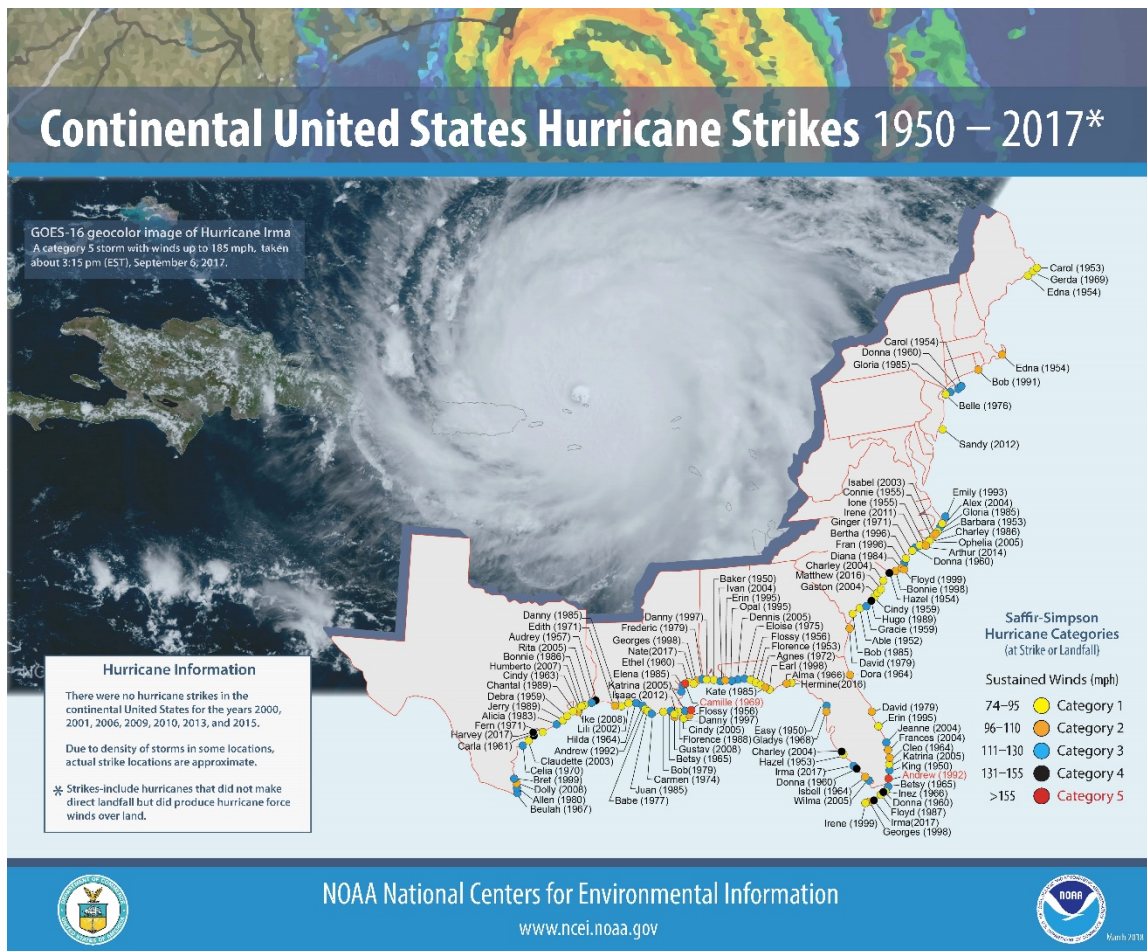 Continental United States Hurricane Strikes 1950 – 2017*
GOES-16 geocolor image of Hurricane Irma
A category 5 storm with winds up to 185 mph, taken
about 3:15 pm (EST), September 6, 2017.
Carol (1953)
Gerda (1969)
Edna (1954)
Carol (1954)
Donna (1960)
Gloria (1985)
Edna (1954)
Bob (1991)
Belle (1976)
Sandy (2012)
Isabel (2003)
Connie (1955)
Ione (1955)
Irene (2011)
Ginger (1971)
Bertha (1996)
Fran (1996)
Diana (1984)
Charley (2004)
Matthew (2016)
Gaston (2004)
Emily (1993)
Alex (2004)
Gloria (1985)
Barbara (1953)
Charley (1986)
Ophelia (2005)
Arthur (2014)
Donna (1960)
Floyd (1999)
Bonnie (1998)
Hazel (1954)
Cindy (1959)
Hugo (1989)
Gracie (1959)
Able (1952)
Bob (1985)
David (1979)
Dora (1964)
Baker (1950)
Ivan (2004)
Erin (1995)
Opal (1995)
Dennis (2005)
Eloise (1975)
Flossy (1956)
Florence (1953)
Agnes (1972)
Earl (1998)
Alma (1966)
Hermine(2016)
Danny (1997)
Frederic (1979)
Georges (1998)
Nate(2017)
Ethel (1960)
Elena (1985)
Katrina (2005)
Isaac (2012)
Kate (1985)
Camille (1969)
Flossy (1956)
Danny (1997)
Cindy (2005)
Florence (1988)
Gustav (2008)
Betsy (1965)
Bob(1979)
Carmen (1974)
Juan (1985)
Babe (1977)
Danny (1985)
Edith (1971)
Audrey (1957)
Rita (2005)
Bonnie (1986)
Humberto (2007)
Cindy (1963)
Chantal (1989)
Debra (1959)
Jerry (1989)
Alicia (1983)
Fern (1971)
Harvey (2017)
Carla (1961)
Ike (2008)
Lili (2002)
Hilda (1964)
Andrew (1992)
Claudette (2003)
Celia (1970)
Bret (1999)
Dolly (2008)
Allen (1980)
Beulah (1967)
Easy (1950)
Gladys (1968)
Charley (2004)
Hazel (1953)
Irma (2017)
Donna (1960)
Isbell (1964)
Wilma (2005)
Irene (1999)
David (1979)
Erin (1995)
Jeanne (2004)
Frances (2004)
Cleo (1964)
Katrina (2005)
King (1950)
Andrew (1992)
Betsy (1965)
Inez (1966)
Donna (1960)
Floyd (1987)
Irma(2017)
Georges (1998)
Saffir-Simpson
Hurricane Categories
(at Strike or Landfall)
Sustained Winds (mph)
74–95 Category 1
96–110 Category 2
111–130 Category 3
131–155 Category 4
>155 Category 5
Hurricane Information
There were no hurricane strikes in the
continental United States for the years 2000,
2001, 2006, 2009, 2010, 2013, and 2015.
Due to density of storms in some locations,
actual strike locations are approximate.
* Strikes-include hurricanes that did not make
direct landfall but did produce hurricane force
winds over land.
NOAA National Centers for Environmental Information
www.ncei.noaa.gov
NOAA
March 2018